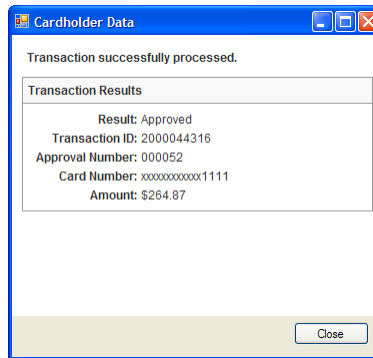 Cardholder Data
Transaction successfully processed.
Transaction Results
Result: Approved
Transaction ID: 2000044316
Approval Number: 000052
Card Number: xxxxxxxxxxxx1111
Amount: $264.87
Close